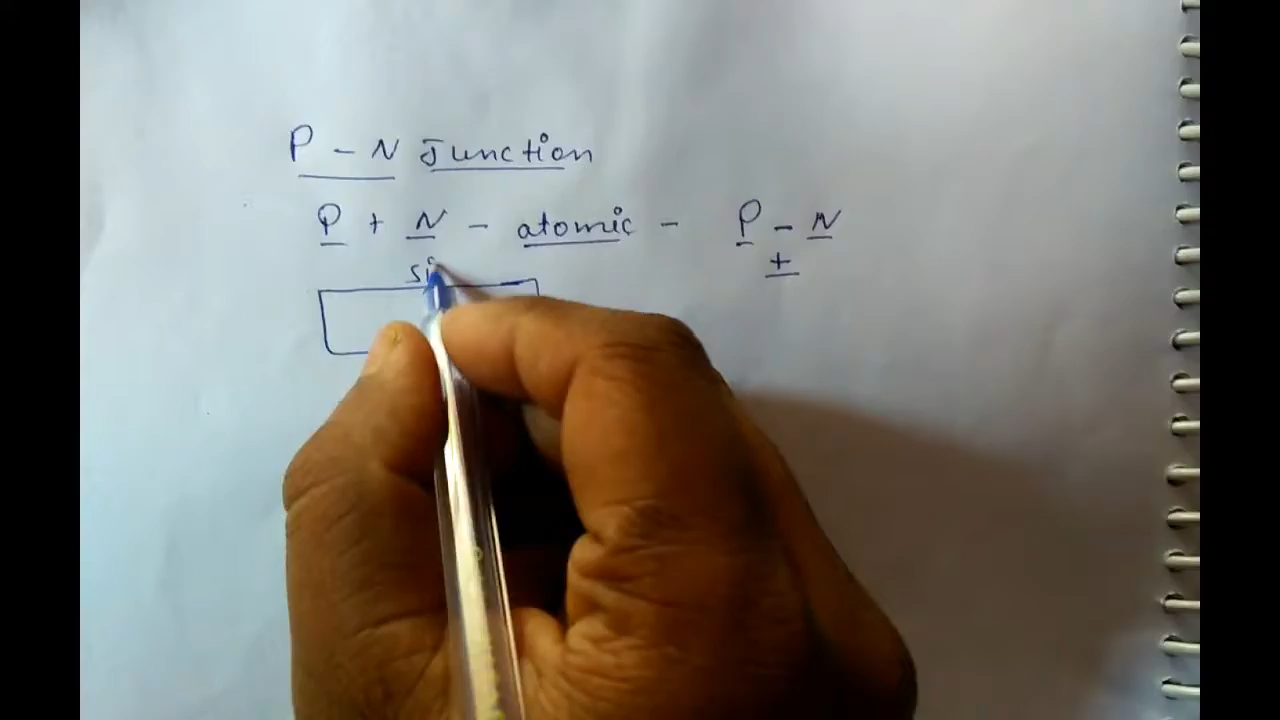 P - N Junction
P + N - atomic - P - N
+
Si